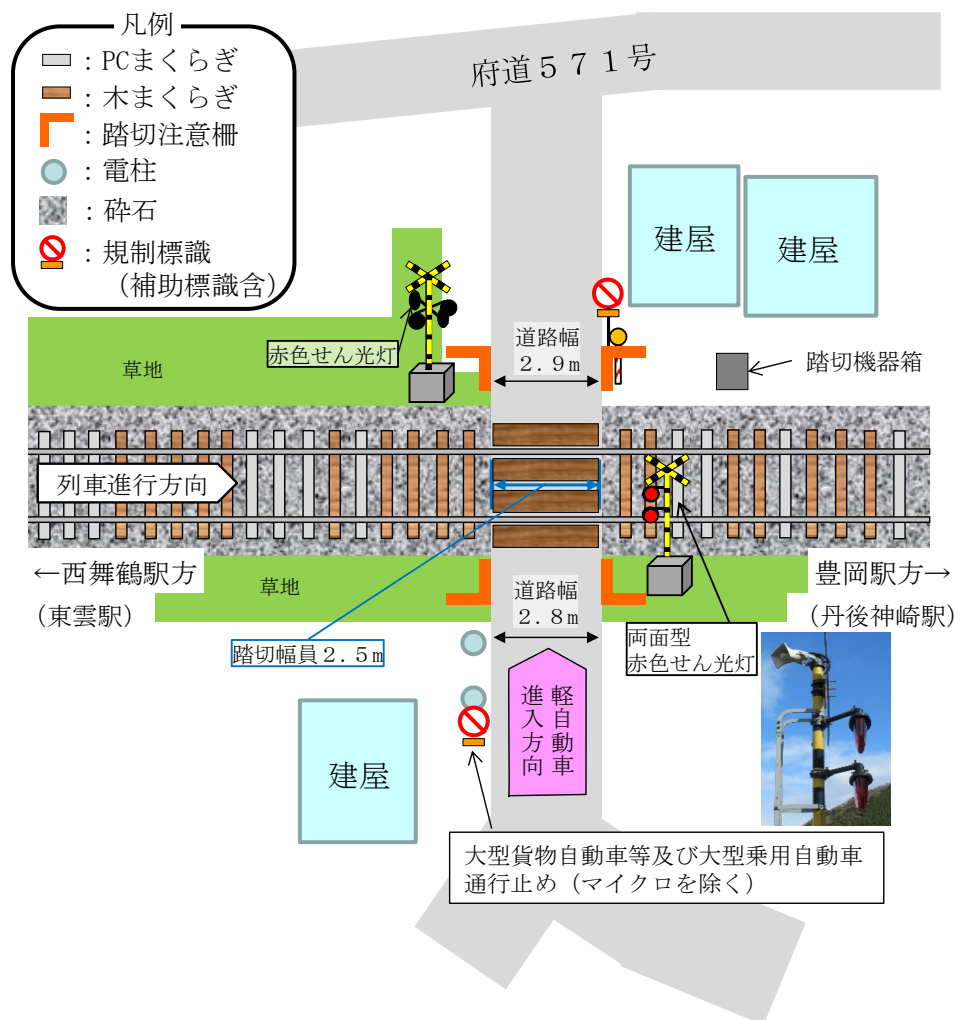 凡例
：PCまくらぎ
：木まくらぎ
：踏切注意柵
：電柱
：砕石
：規制標識
（補助標識含）
府道５７１号
建屋
建屋
赤色せん光灯
道路幅
２.９ｍ
踏切機器箱
草地
列車進行方向
←西舞鶴駅方
（東雲駅）
草地
道路幅
２.８ｍ
豊岡駅方→
（丹後神崎駅）
踏切幅員２.５ｍ
両面型
赤色せん光灯
軽自動車
進入方向
建屋
大型貨物自動車等及び大型乗用自動車
通行止め（マイクロを除く）